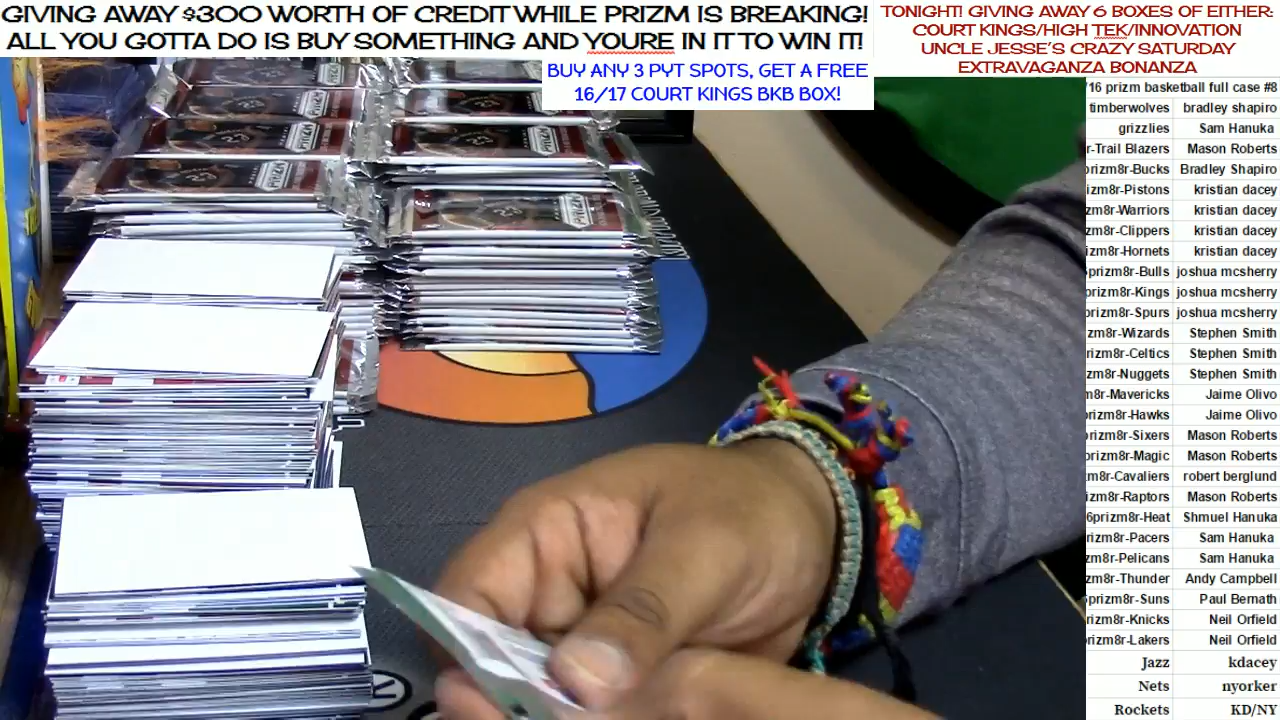 GIVING AWAY $300 WORTH OF CREDIT WHILE PRIZM IS BREAKING!
ALL YOU GOTTA DO IS BUY SOMETHING AND YOURE IN IT TO WIN IT!
BUY ANY 3 PYT SPOTS, GET A FREE
16/17 COURT KINGS BKB BOX!
TONIGHT! GIVING AWAY 6 BOXES OF EITHER:
COURT KINGS/HIGH TEK/INNOVATION
UNCLE JESSE'S CRAZY SATURDAY
EXTRAVAGANZA BONANZA
/16 prizm basketball full case #8
timberwolves bradley shapiro
grizzlies Sam Hanuka
r-Trail Blazers Mason Roberts
prizm8r-Bucks Bradley Shapiro
izm8r-Pistons kristian dacey
zm8r-Warriors kristian dacey
zm8r-Clippers kristian dacey
izm8r-Hornets kristian dacey
prizm8r-Bulls joshua mcsherry
prizm8r-Kings joshua mcsherry
prizm8r-Spurs joshua mcsherry
zm8r-Wizards Stephen Smith
rizm8r-Celtics Stephen Smith
zm8r-Nuggets Stephen Smith
m8r-Mavericks Jaime Olivo
izm8r-Hawks Jaime Olivo
rizm8r-Sixers Mason Roberts
rizm8r-Magic Mason Roberts
zm8r-Cavaliers robert berglund
izm8r-Raptors Mason Roberts
6prizm8r-Heat Shmuel Hanuka
zm8r-Pacers Sam Hanuka
zm8r-Pelicans Sam Hanuka
zm8r-Thunder Andy Campbell
prizm8r-Suns Paul Bernath
rizm8r-Knicks Neil Orfield
rizm8r-Lakers Neil Orfield
Jazz kdacey
Nets nyorker
Rockets KD/NY